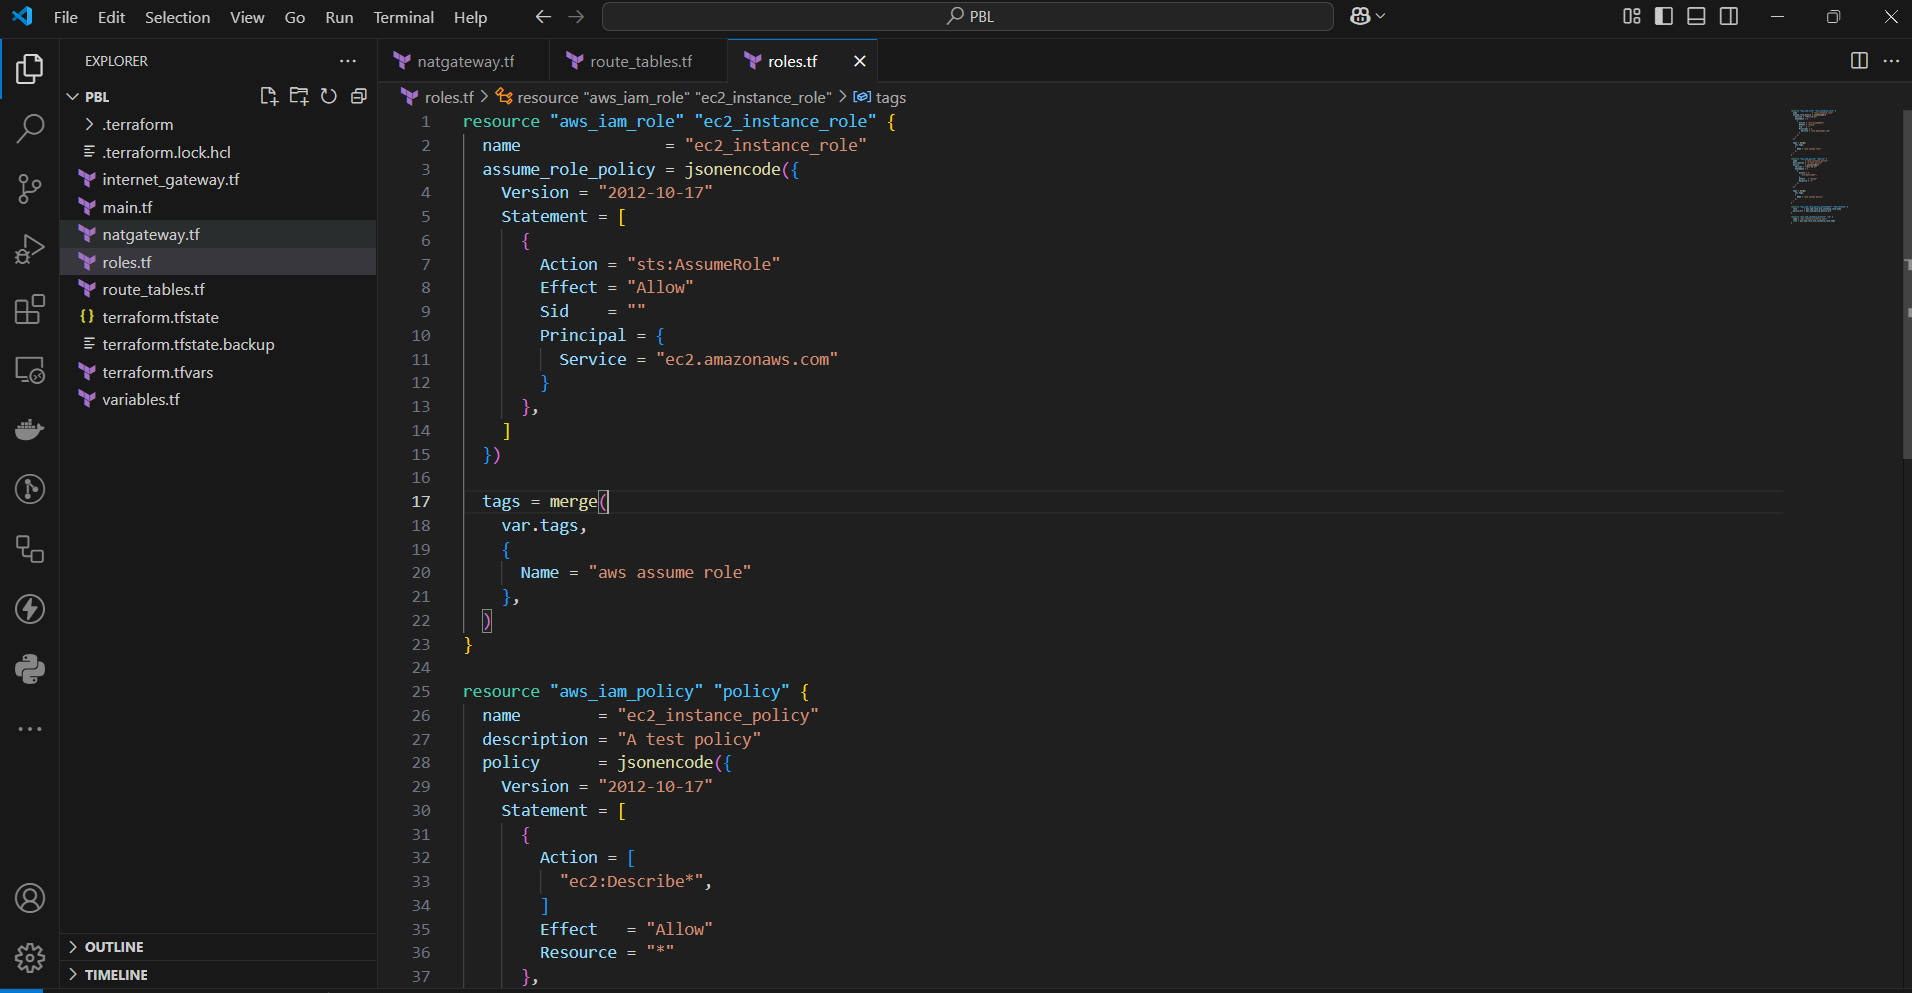 File Edit Selection View Go Run Terminal Help
PBL
EXPLORER
PBL
.terraform
.terraform.lock.hcl
internet_gateway.tf
main.tf
natgateway.tf
roles.tf
route_tables.tf
{} terraform.tfstate
terraform.tfstate.backup
terraform.tfvars
variables.tf
OUTLINE
TIMELINE
natgateway.tf route_tables.tf roles.tf
roles.tf > resource "aws_iam_role" "ec2_instance_role" > tags
1 resource "aws_iam_role" "ec2_instance_role" {
2   name               = "ec2_instance_role"
3   assume_role_policy = jsonencode({
4     Version = "2012-10-17"
5     Statement = [
6       {
7         Action = "sts:AssumeRole"
8         Effect = "Allow"
9         Sid    = ""
10         Principal = {
11           Service = "ec2.amazonaws.com"
12         }
13       },
14     ]
15   })
16
17   tags = merge(
18     var.tags,
19     {
20       Name = "aws assume role"
21     },
22   )
23 }
24
25 resource "aws_iam_policy" "policy" {
26   name        = "ec2_instance_policy"
27   description = "A test policy"
28   policy      = jsonencode({
29     Version = "2012-10-17"
30     Statement = [
31       {
32         Action = [
33           "ec2:Describe*",
34         ]
35         Effect   = "Allow"
36         Resource = "*"
37       },